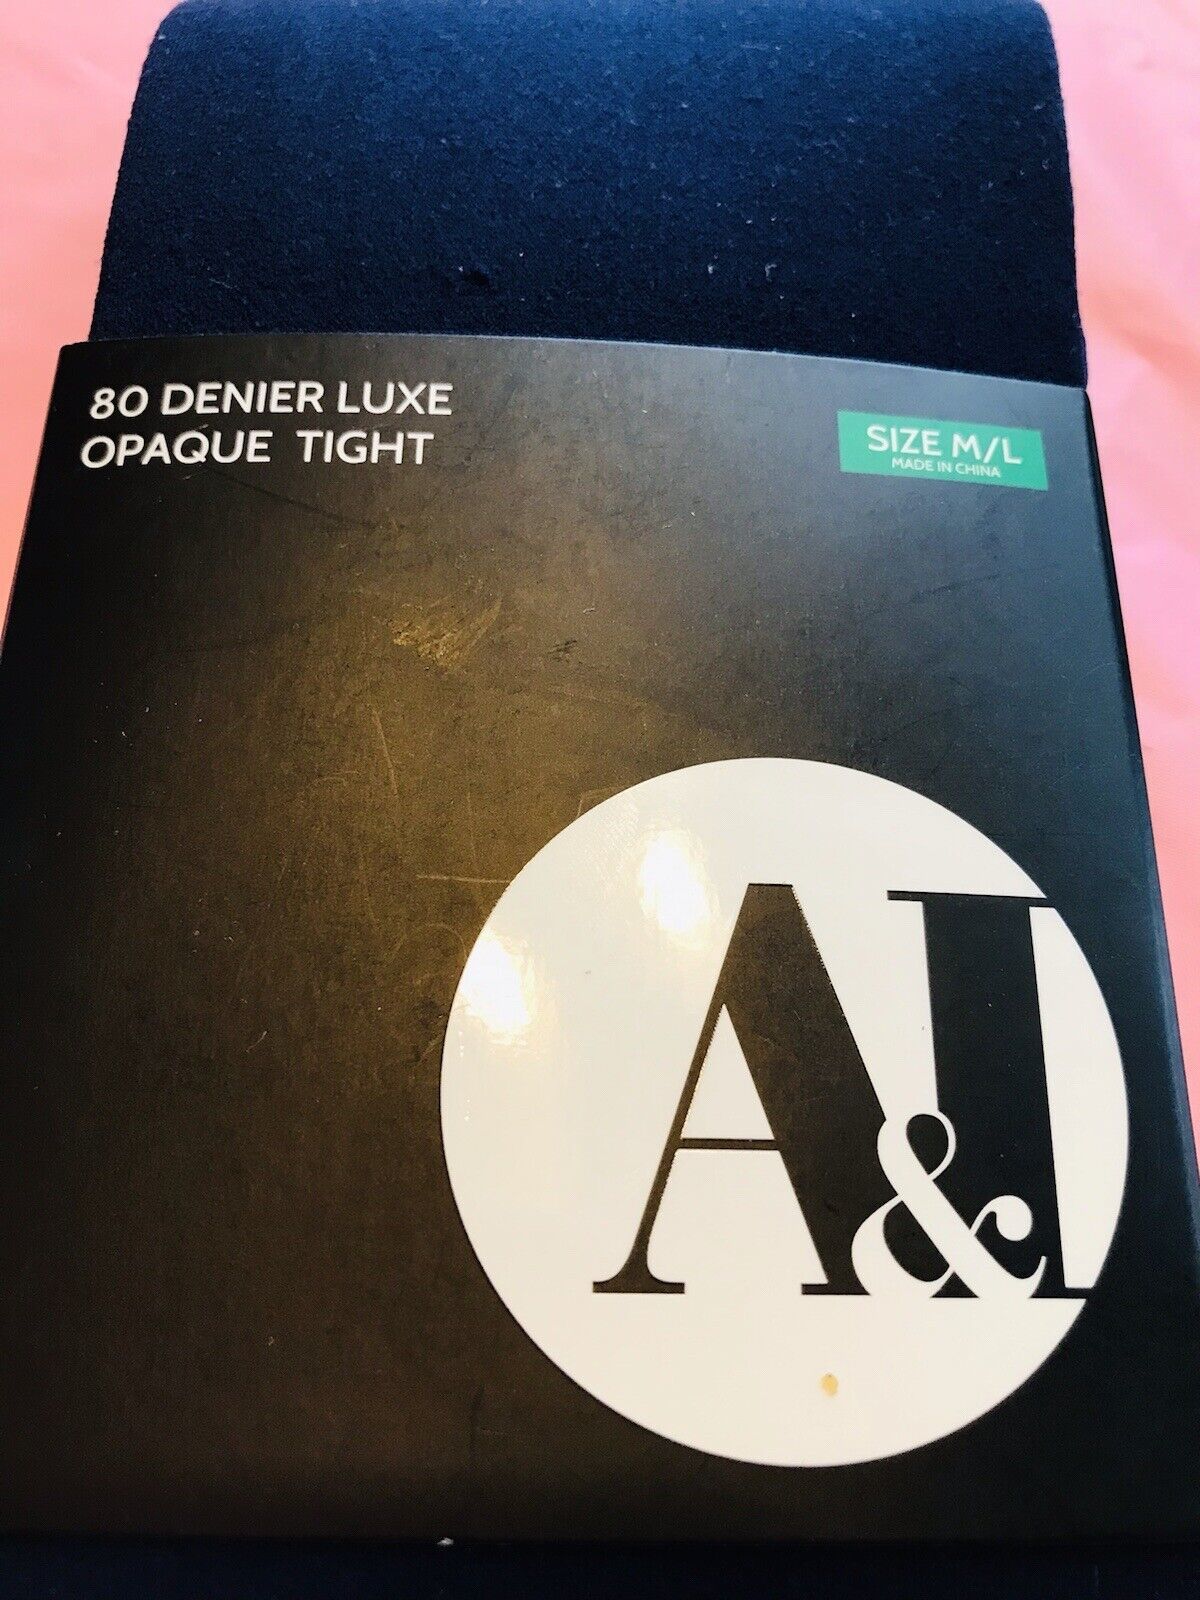 80 DENIER LUXE
OPAQUE TIGHT
SIZE M/L
MADE IN CHINA
A&I